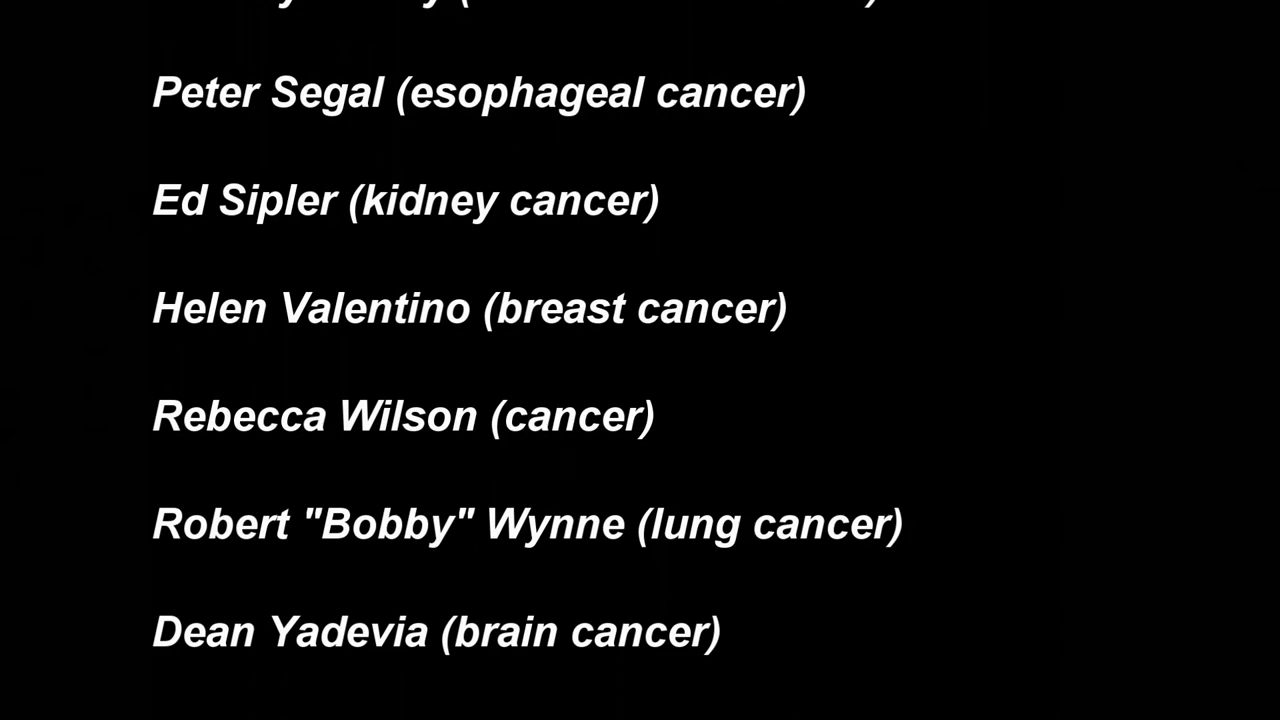 Peter Segal (esophageal cancer)
Ed Sipler (kidney cancer)
Helen Valentino (breast cancer)
Rebecca Wilson (cancer)
Robert "Bobby" Wynne (lung cancer)
Dean Yadevia (brain cancer)